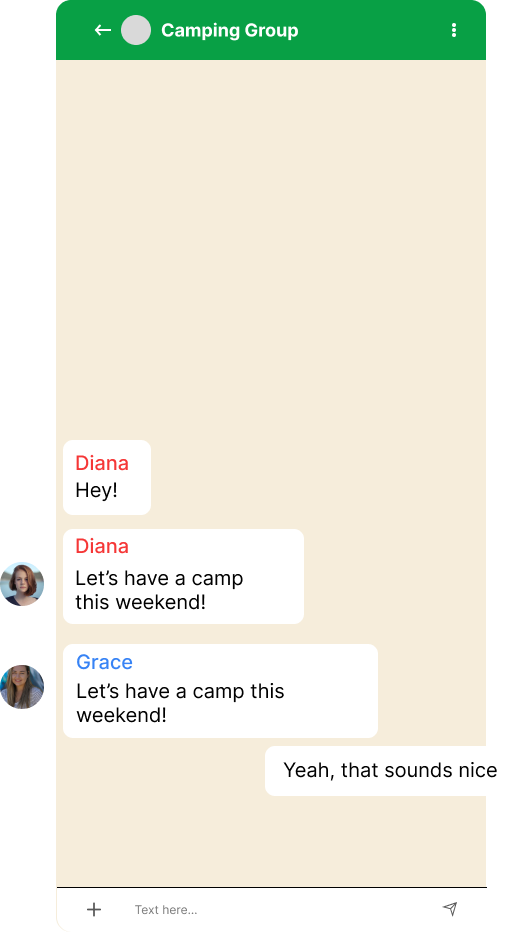 Camping Group
Diana
Hey!
Diana
Let’s have a camp
this weekend!
Grace
Let’s have a camp this
weekend!
Yeah, that sounds nice
Text here...